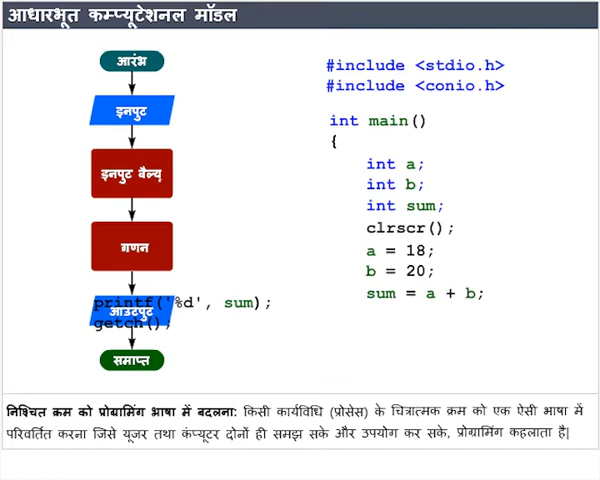 आधारभूत कम्प्यूटेशनल मॉडल
आरंभ
इनपुट
इनपुट वैल्यू
गणन
आउटपुट
समाप्त
#include <stdio.h>
#include <conio.h>
int main()
{
int a;
int b;
int sum;
clrscr();
a = 18;
b = 20;
sum = a + b;
printf('%d', sum);
getch();
निश्चित क्रम को प्रोग्रामिंग भाषा में बदलना: किसी कार्यविधि (प्रोसेस) के चित्रात्मक क्रम को एक ऐसी भाषा में
परिवर्तित करना जिसे यूजर तथा कंप्यूटर दोनों ही समझ सके और उपयोग कर सके, प्रोग्रामिंग कहलाता है|